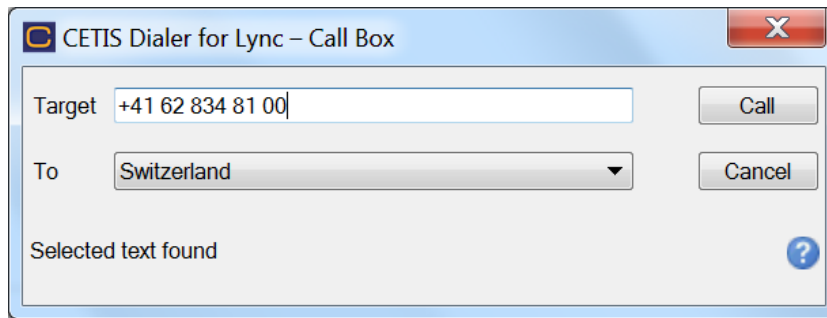 CETIS Dialer for Lync – Call Box
Target +41 62 834 81 00 Call
To Switzerland Cancel
Selected text found